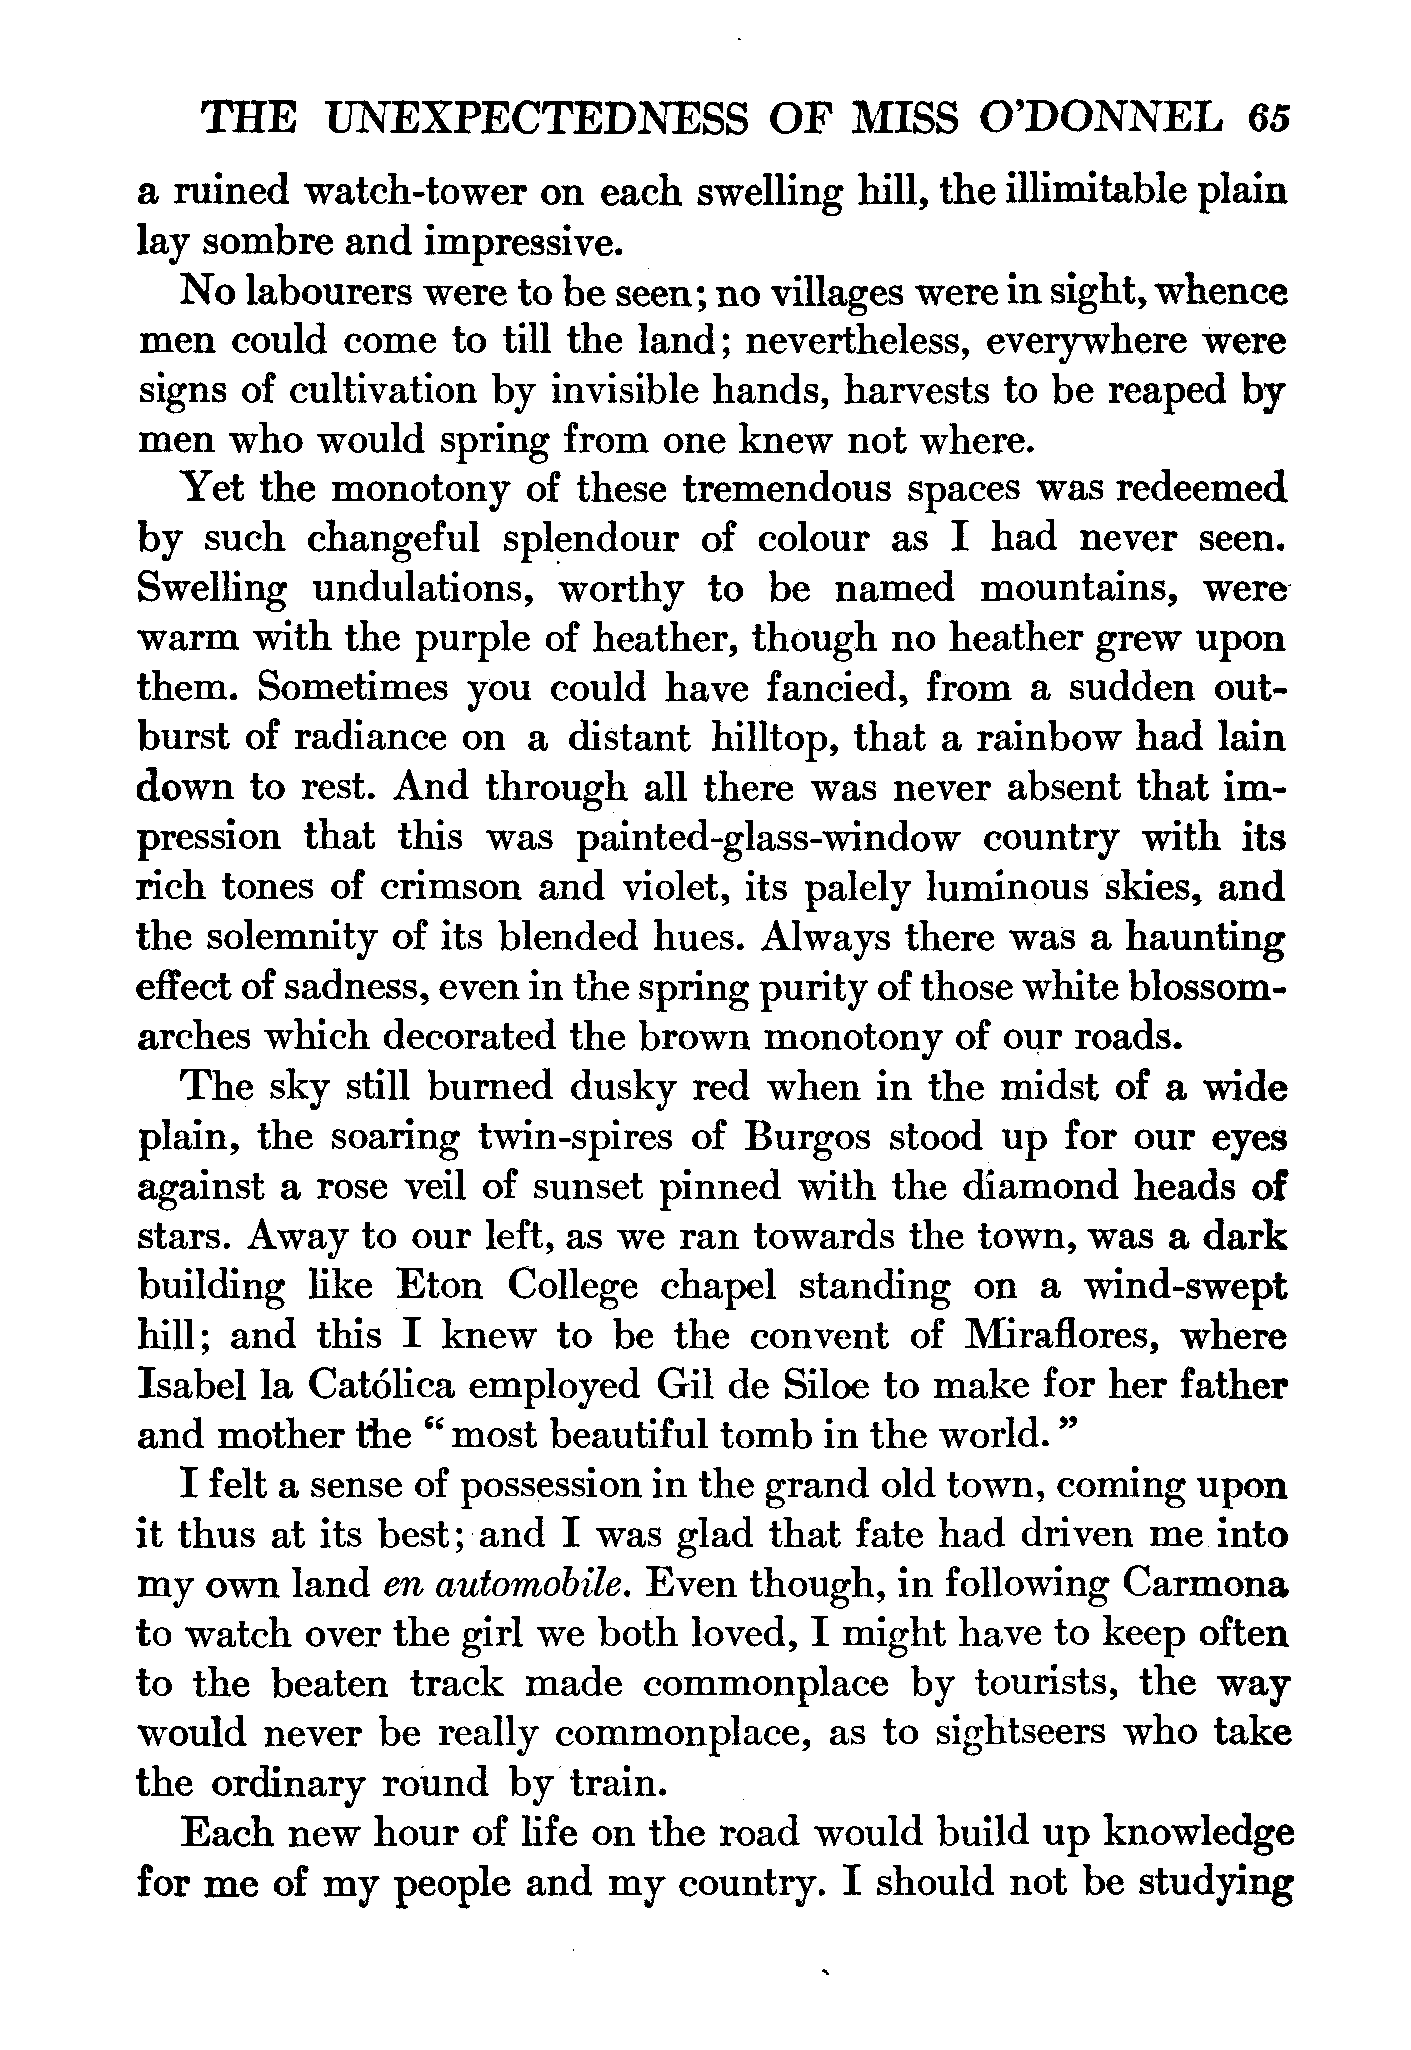 THE UNEXPECTEDNESS OF MISS O'DONNEL 65
a ruined watch-tower on each swelling hill, the illimitable plain
lay sombre and impressive.
No labourers were to be seen; no villages were in sight, whence
men could come to till the land; nevertheless, everywhere were
signs of cultivation by invisible hands, harvests to be reaped by
men who would spring from one knew not where.
Yet the monotony of these tremendous spaces was redeemed
by such changeful splendour of colour as I had never seen.
Swelling undulations, worthy to be named mountains, were
warm with the purple of heather, though no heather grew upon
them. Sometimes you could have fancied, from a sudden out-
burst of radiance on a distant hilltop, that a rainbow had lain
down to rest. And through all there was never absent that im-
pression that this was painted-glass-window country with its
rich tones of crimson and violet, its palely luminous skies, and
the solemnity of its blended hues. Always there was a haunting
effect of sadness, even in the spring purity of those white blossom-
arches which decorated the brown monotony of our roads.
The sky still burned dusky red when in the midst of a wide
plain, the soaring twin-spires of Burgos stood up for our eyes
against a rose veil of sunset pinned with the diamond heads of
stars. Away to our left, as we ran towards the town, was a dark
building like Eton College chapel standing on a wind-swept
hill; and this I knew to be the convent of Miraflores, where
Isabel la Católica employed Gil de Siloe to make for her father
and mother the "most beautiful tomb in the world."
I felt a sense of possession in the grand old town, coming upon
it thus at its best; and I was glad that fate had driven me into
my own land en automobile. Even though, in following Carmona
to watch over the girl we both loved, I might have to keep often
to the beaten track made commonplace by tourists, the way
would never be really commonplace, as to sightseers who take
the ordinary round by train.
Each new hour of life on the road would build up knowledge
for me of my people and my country. I should not be studying